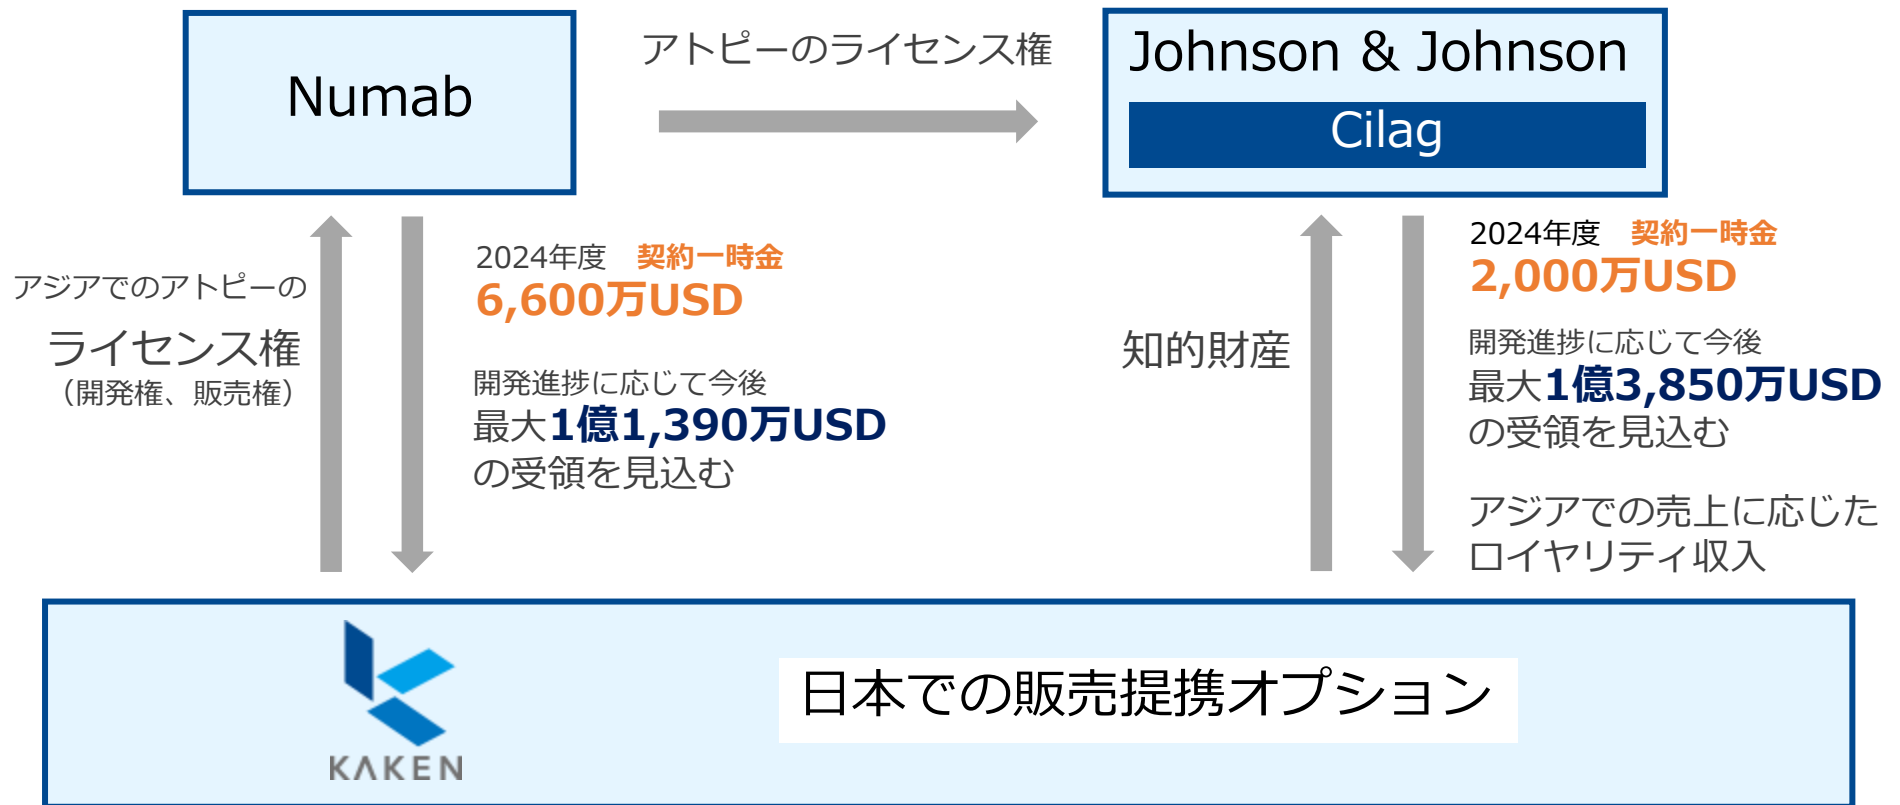 Numab
アトピーのライセンス権
Johnson & Johnson
Cilag
アジアでのアトピーの
ライセンス権
（開発権、販売権）
2024年度　契約一時金
6,600万USD
開発進捗に応じて今後
最大1億1,390万USD
の受領を見込む
知的財産
2024年度　契約一時金
2,000万USD
開発進捗に応じて今後
最大1億3,850万USD
の受領を見込む
アジアでの売上に応じた
ロイヤリティ収入
KAKEN
日本での販売提携オプション